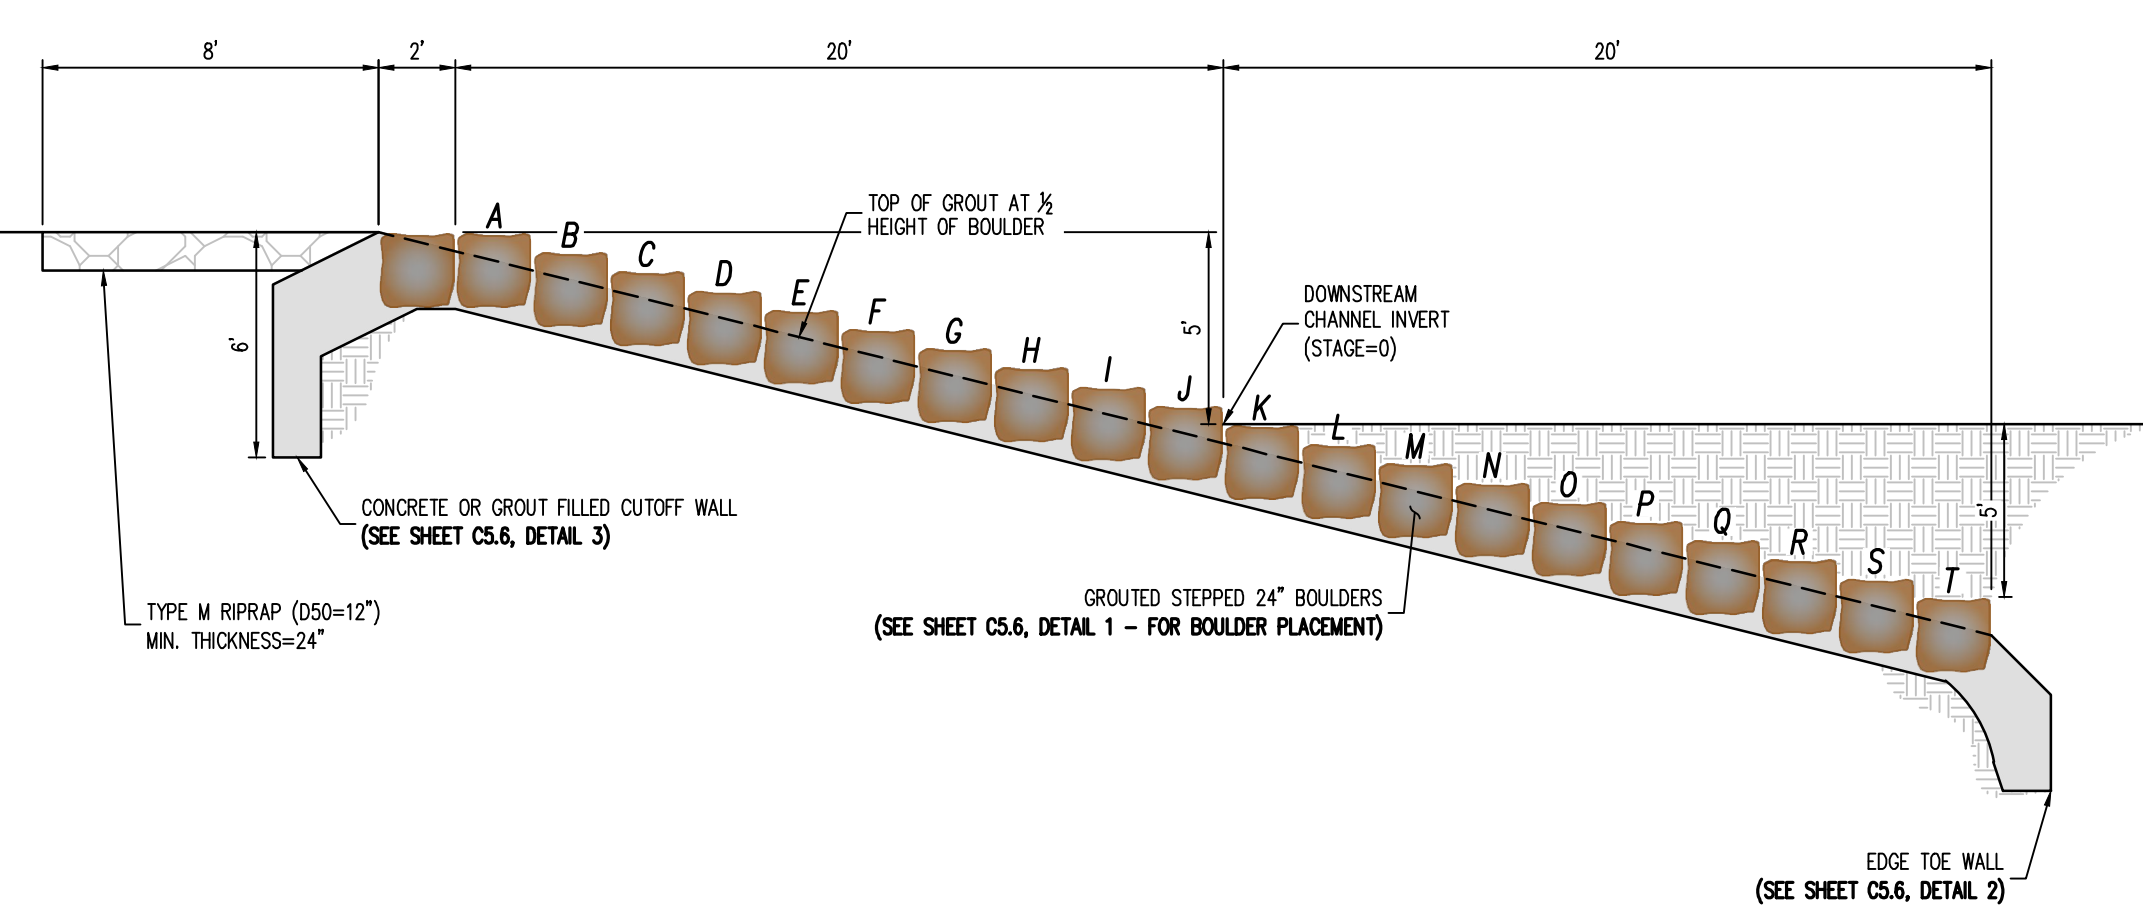 8'
2'
20'
20'
TOP OF GROUT AT ½
HEIGHT OF BOULDER
A
B
C
D
E
F
G
H
I
J
K
L
M
N
O
P
Q
R
S
T
5'
6'
5'
DOWNSTREAM
CHANNEL INVERT
(STAGE=0)
CONCRETE OR GROUT FILLED CUTOFF WALL
(SEE SHEET C5.6, DETAIL 3)
TYPE M RIPRAP (D50=12")
MIN. THICKNESS=24"
GROUTED STEPPED 24" BOULDERS
(SEE SHEET C5.6, DETAIL 1 - FOR BOULDER PLACEMENT)
EDGE TOE WALL
(SEE SHEET C5.6, DETAIL 2)